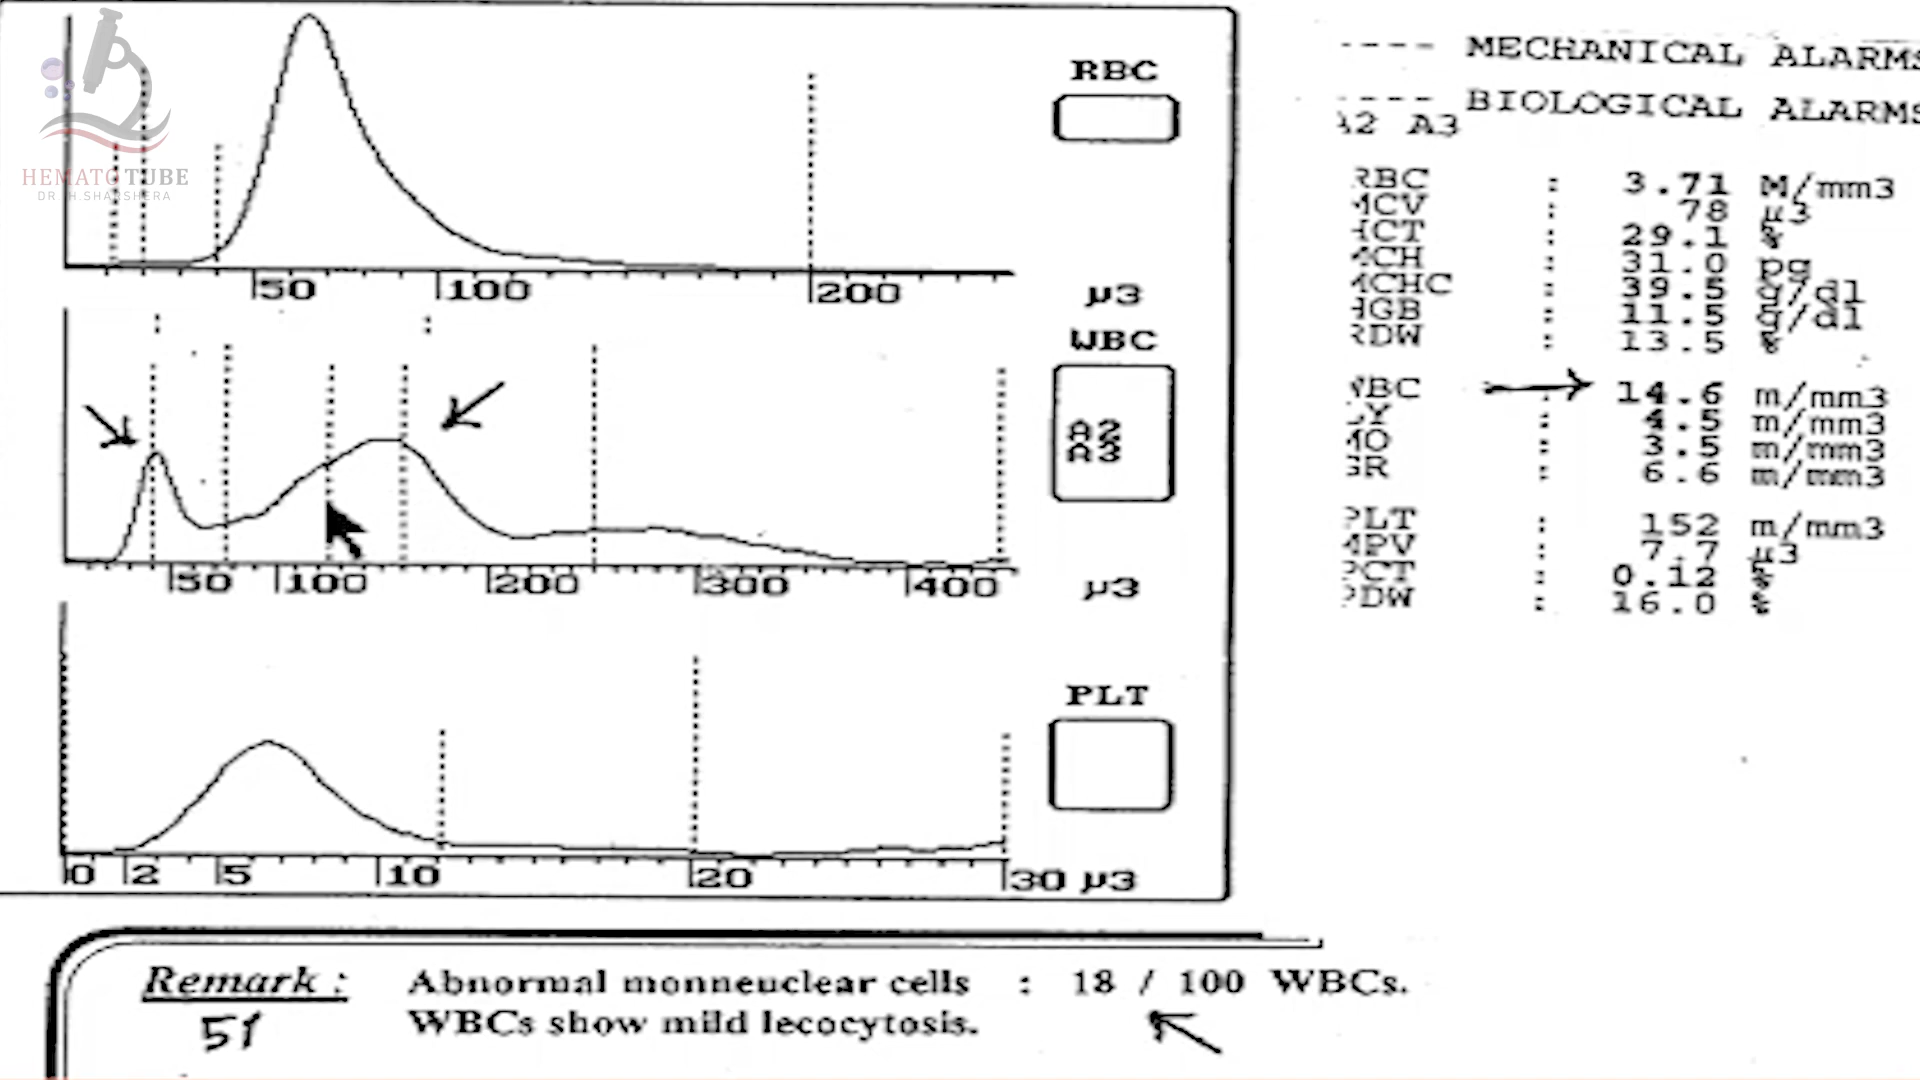 HEMATOTUBE
DR. H.SHARSHERA
RBC
|50 |100 |200 µ3
WBC
A2
A3
|50 |100 |200 |300 |400 µ3
PLT
|0 |2 |5 |10 |20 |30 µ3
---- MECHANICAL ALARMS
---- BIOLOGICAL ALARMS
A2 A3
RBC : 3.71 M/mm3
MCV : 78 µ3
HCT : 29.1 %
MCH : 31.0 pg
MCHC : 39.5 g/dl
HGB : 11.5 g/dl
RDW : 13.5 %
WBC : 14.6 m/mm3
LY : 4.5 m/mm3
MO : 3.5 m/mm3
GR : 6.6 m/mm3
PLT : 152 m/mm3
MPV : 7.7 µ3
PCT : 0.12 %
PDW : 16.0 %
Remark : Abnormal monneuclear cells : 18 / 100 WBCs.
51 WBCs show mild lecocytosis.